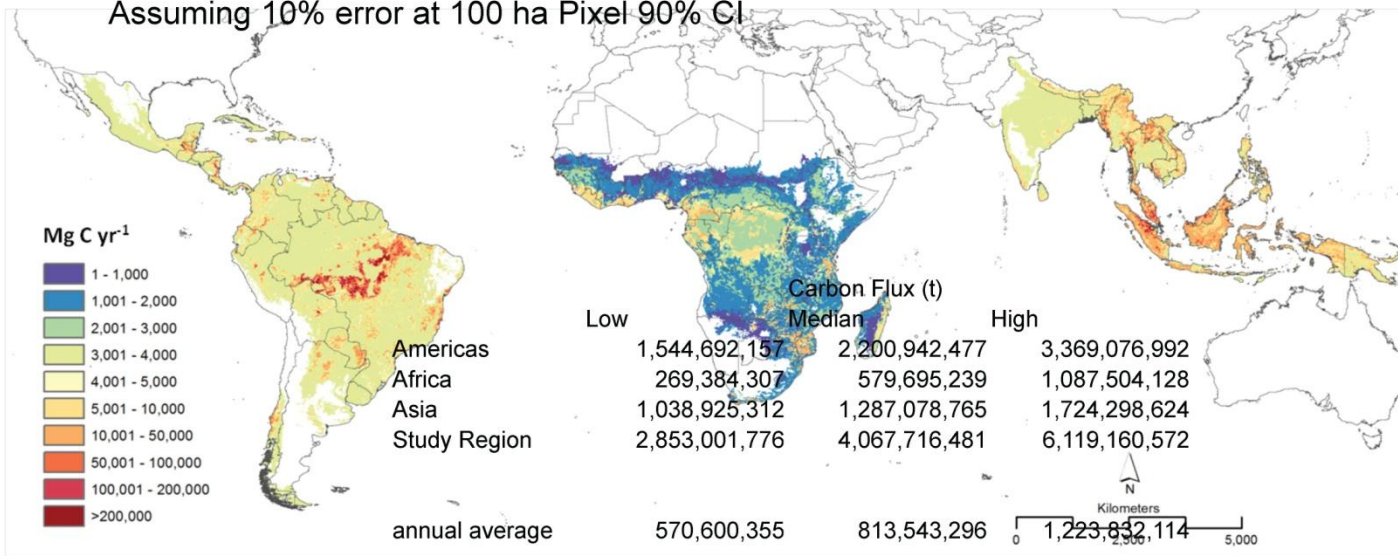 Assuming 10% error at 100 ha Pixel 90% CI
Mg C yr-1
1 - 1,000
1,001 - 2,000
2,001 - 3,000
3,001 - 4,000
4,001 - 5,000
5,001 - 10,000
10,001 - 50,000
50,001 - 100,000
100,001 - 200,000
>200,000
Carbon Flux (t)
Low Median High
Americas 1,544,692,157 2,200,942,477 3,369,076,992
Africa 269,384,307 579,695,239 1,087,504,128
Asia 1,038,925,312 1,287,078,765 1,724,298,624
Study Region 2,853,001,776 4,067,716,481 6,119,160,572
annual average 570,600,355 813,543,296 1,223,832,114
N
Kilometers
0 2,500 5,000